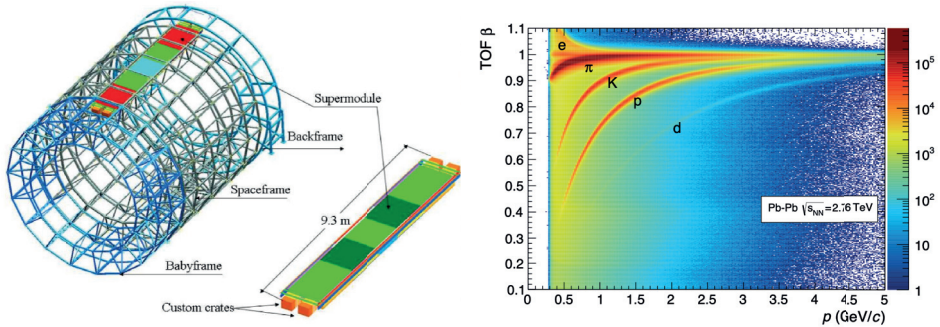 Supermodule
Backframe
Spaceframe
9.3 m
Babyframe
Custom crates
TOF β
1.1
1
0.9
0.8
0.7
0.6
0.5
0.4
0.3
0.2
0.1
e
π
K
p
d
Pb-Pb √sNN=2.76 TeV
0
0.5
1
1.5
2
2.5
3
3.5
4
4.5
5
p (GeV/c)
10⁵
10⁴
10³
10²
10
1